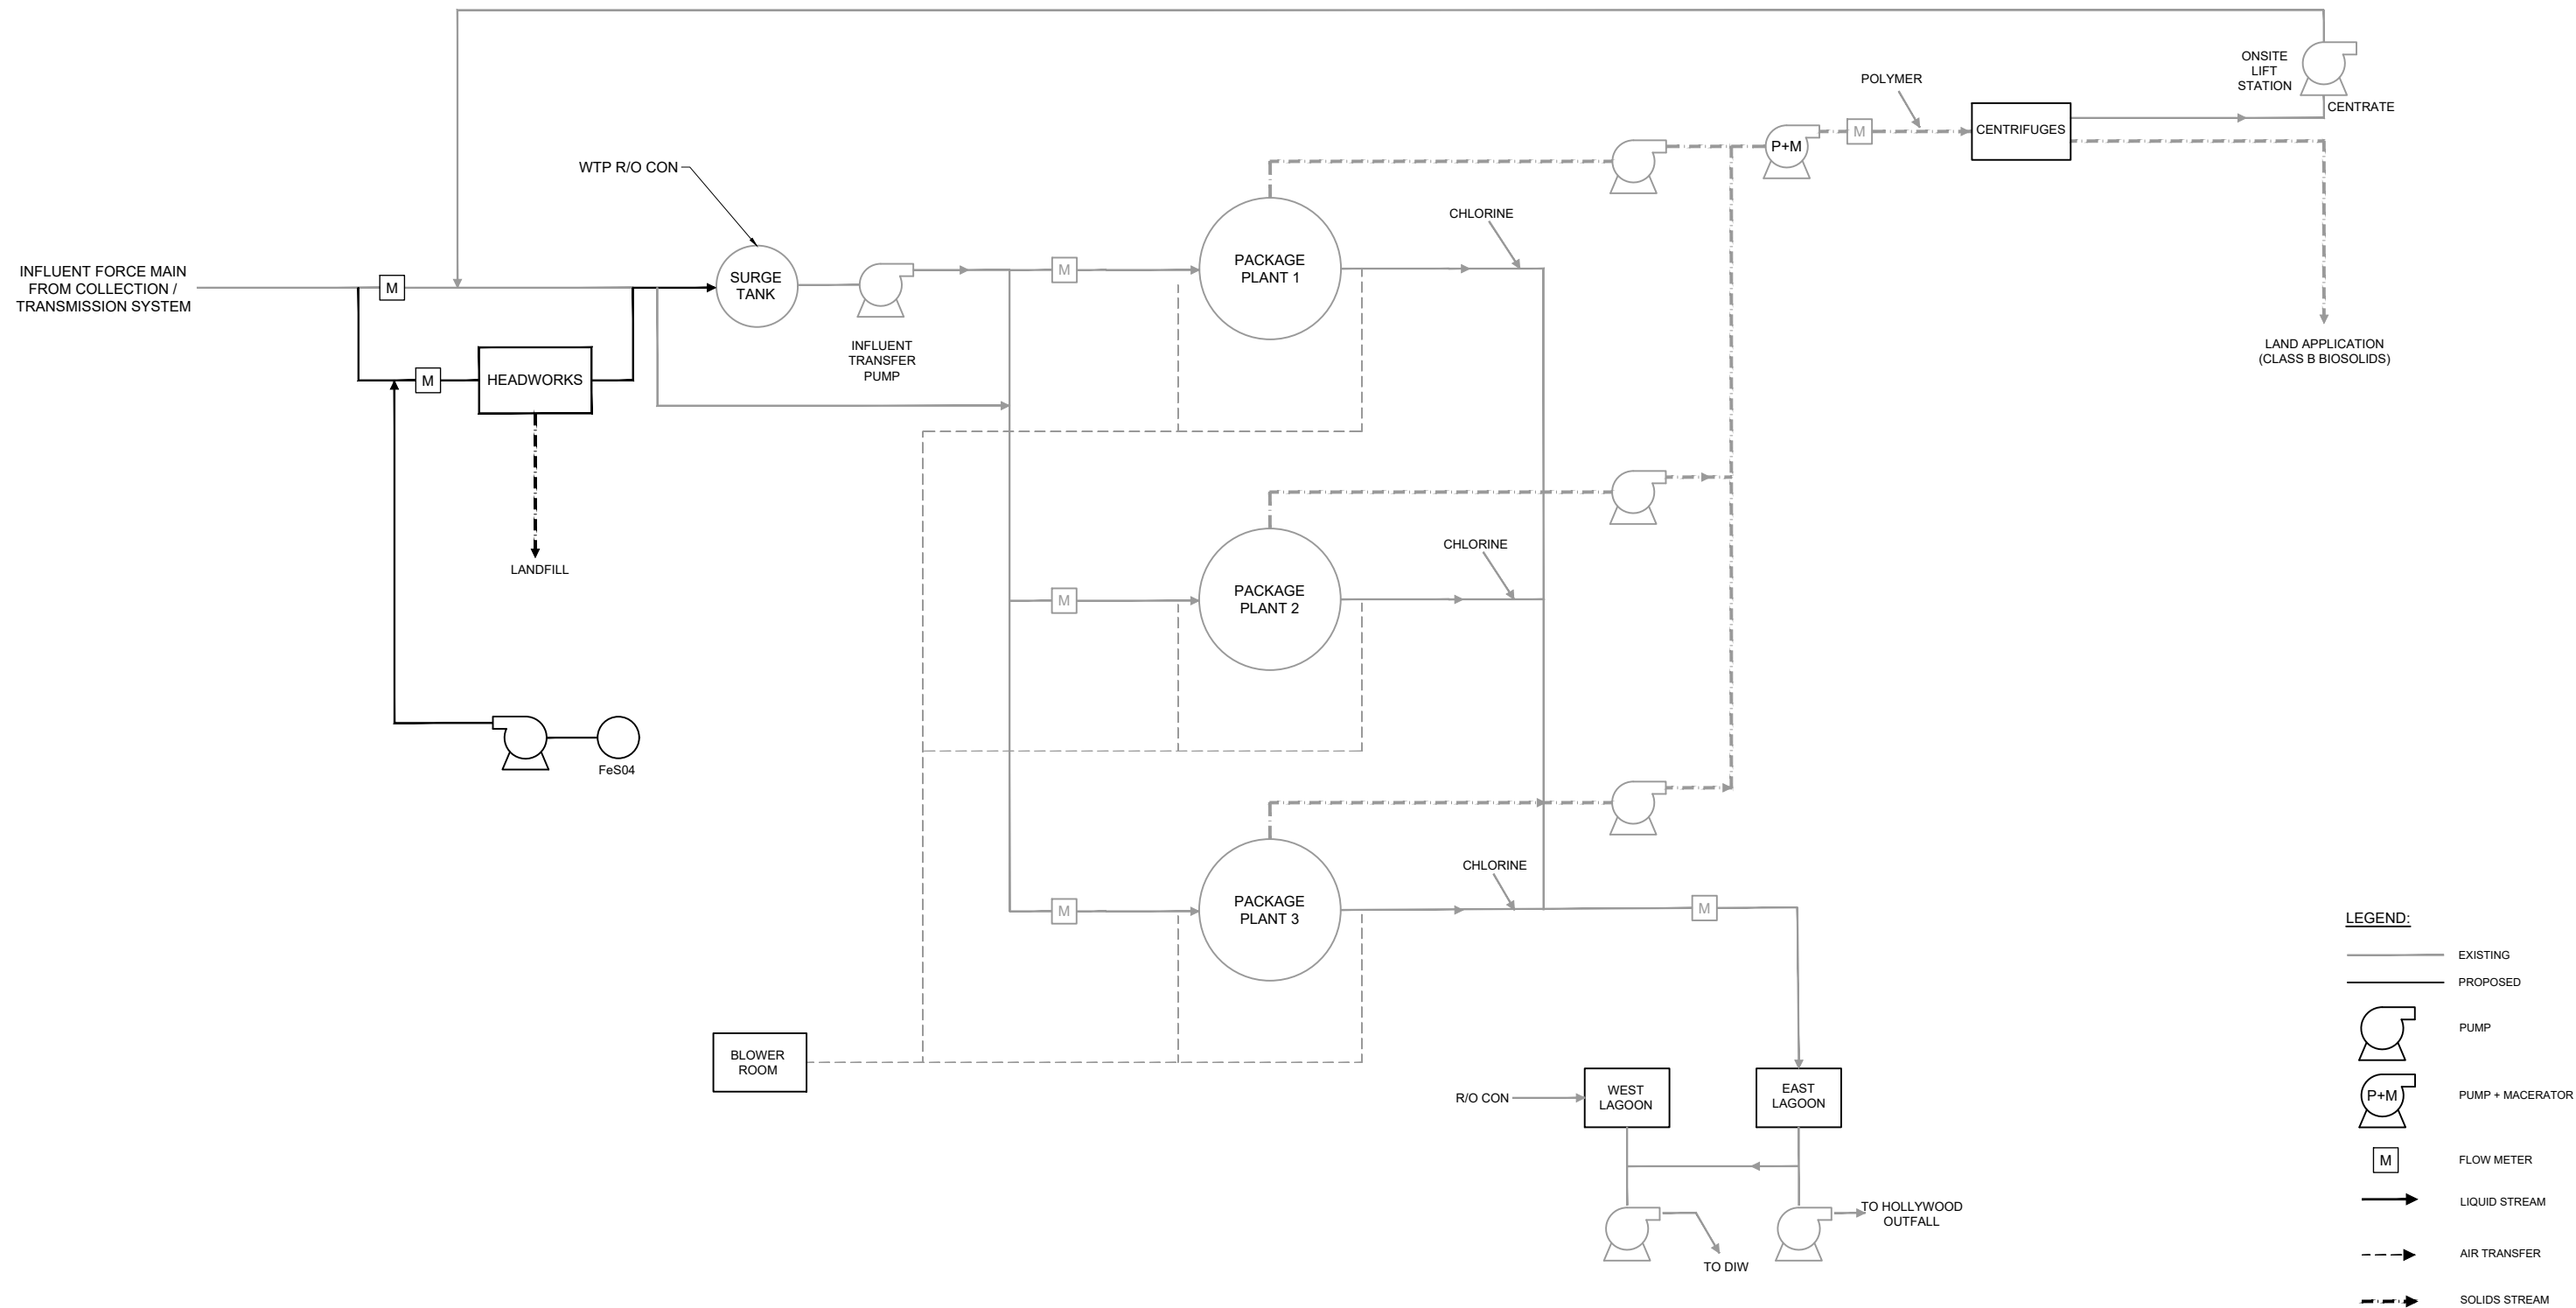 ONSITE
LIFT
STATION
CENTRATE
POLYMER
P+M
M
CENTRIFUGES
WTP R/O CON
CHLORINE
INFLUENT FORCE MAIN
FROM COLLECTION /
TRANSMISSION SYSTEM
M
SURGE
TANK
M
PACKAGE
PLANT 1
LAND APPLICATION
(CLASS B BIOSOLIDS)
INFLUENT
TRANSFER
PUMP
M
HEADWORKS
LANDFILL
CHLORINE
M
PACKAGE
PLANT 2
FeS04
CHLORINE
M
PACKAGE
PLANT 3
M
BLOWER
ROOM
R/O CON
WEST
LAGOON
EAST
LAGOON
TO HOLLYWOOD
OUTFALL
TO DIW
LEGEND:
EXISTING
PROPOSED
PUMP
P+M
PUMP + MACERATOR
M
FLOW METER
LIQUID STREAM
AIR TRANSFER
SOLIDS STREAM